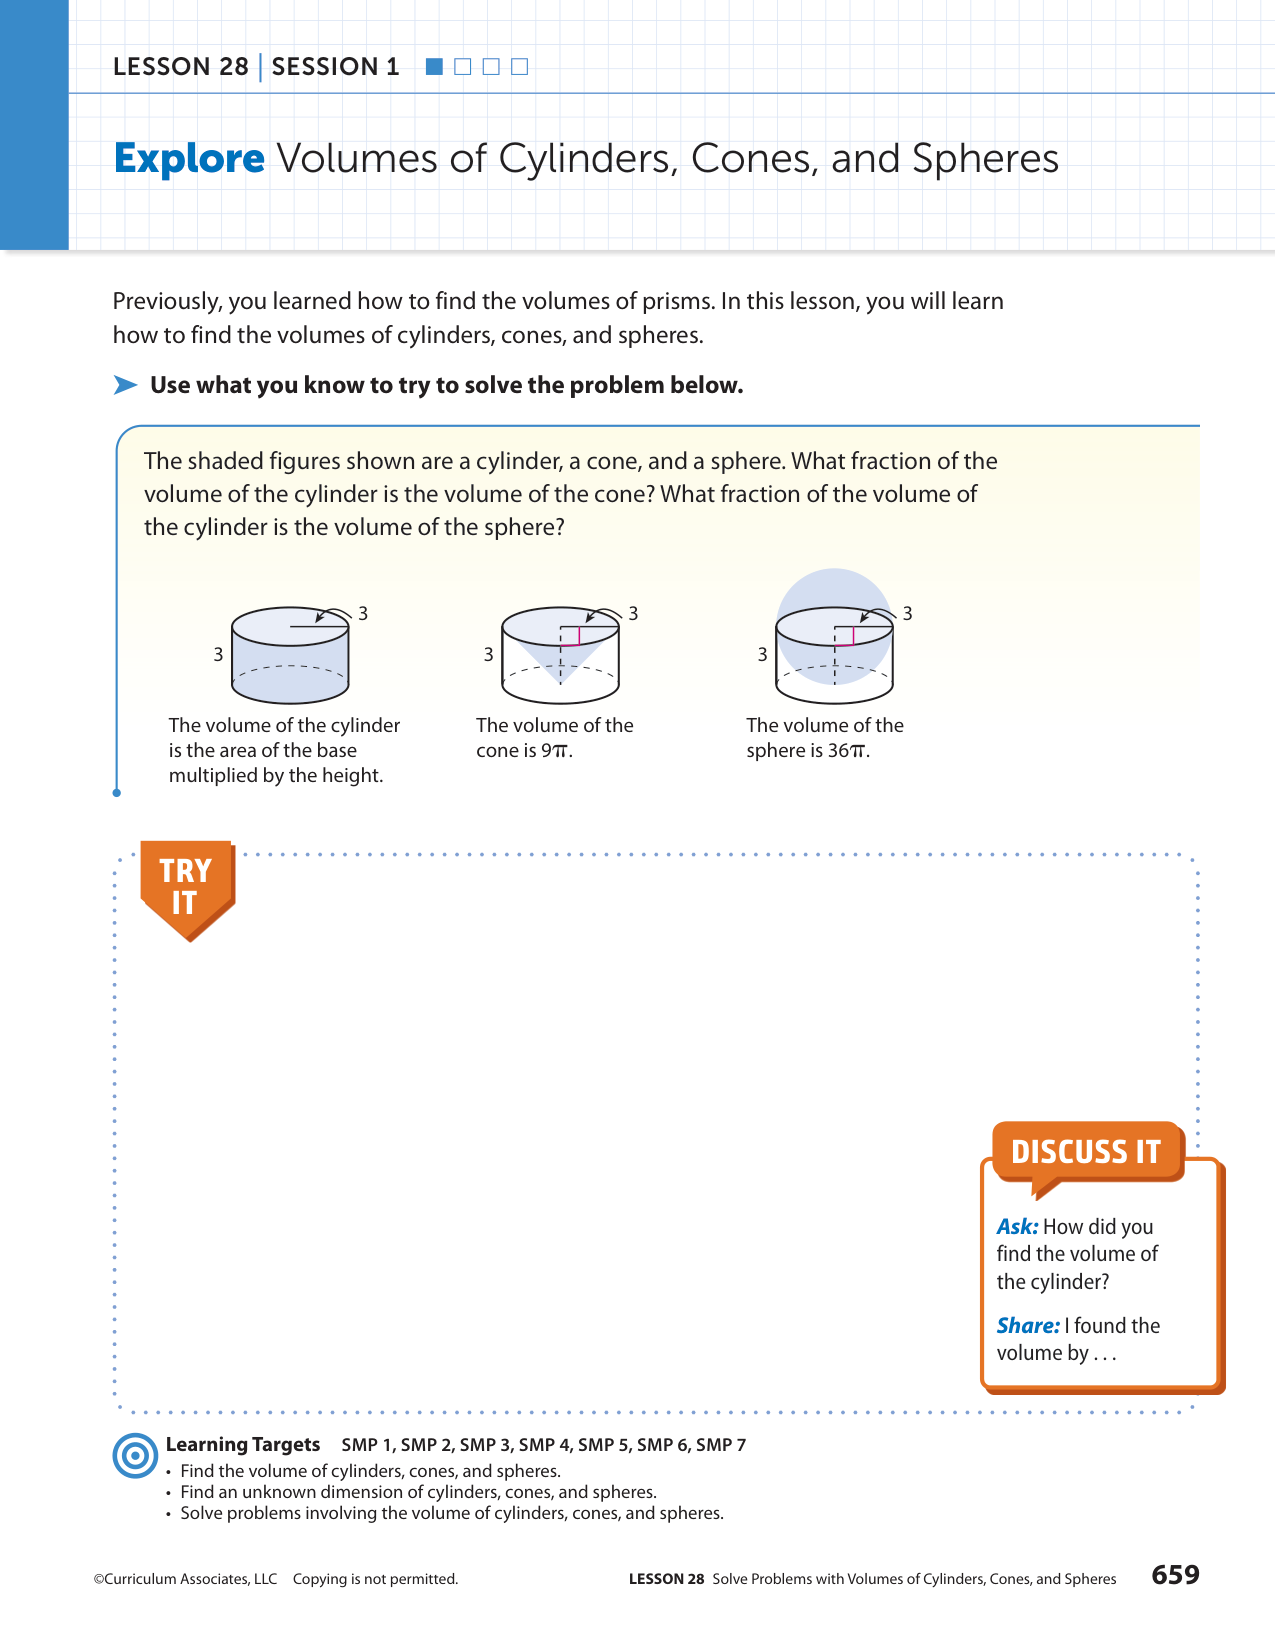 LESSON 28 | SESSION 1
Explore Volumes of Cylinders, Cones, and Spheres
Previously, you learned how to find the volumes of prisms. In this lesson, you will learn
how to find the volumes of cylinders, cones, and spheres.
Use what you know to try to solve the problem below.
The shaded figures shown are a cylinder, a cone, and a sphere. What fraction of the
volume of the cylinder is the volume of the cone? What fraction of the volume of
the cylinder is the volume of the sphere?
3
3
The volume of the cylinder
is the area of the base
multiplied by the height.
3
3
The volume of the
cone is 9π.
3
3
The volume of the
sphere is 36π.
TRY
IT
DISCUSS IT
Ask: How did you
find the volume of
the cylinder?
Share: I found the
volume by . . .
Learning Targets SMP 1, SMP 2, SMP 3, SMP 4, SMP 5, SMP 6, SMP 7
• Find the volume of cylinders, cones, and spheres.
• Find an unknown dimension of cylinders, cones, and spheres.
• Solve problems involving the volume of cylinders, cones, and spheres.
©Curriculum Associates, LLC Copying is not permitted.
LESSON 28 Solve Problems with Volumes of Cylinders, Cones, and Spheres 659